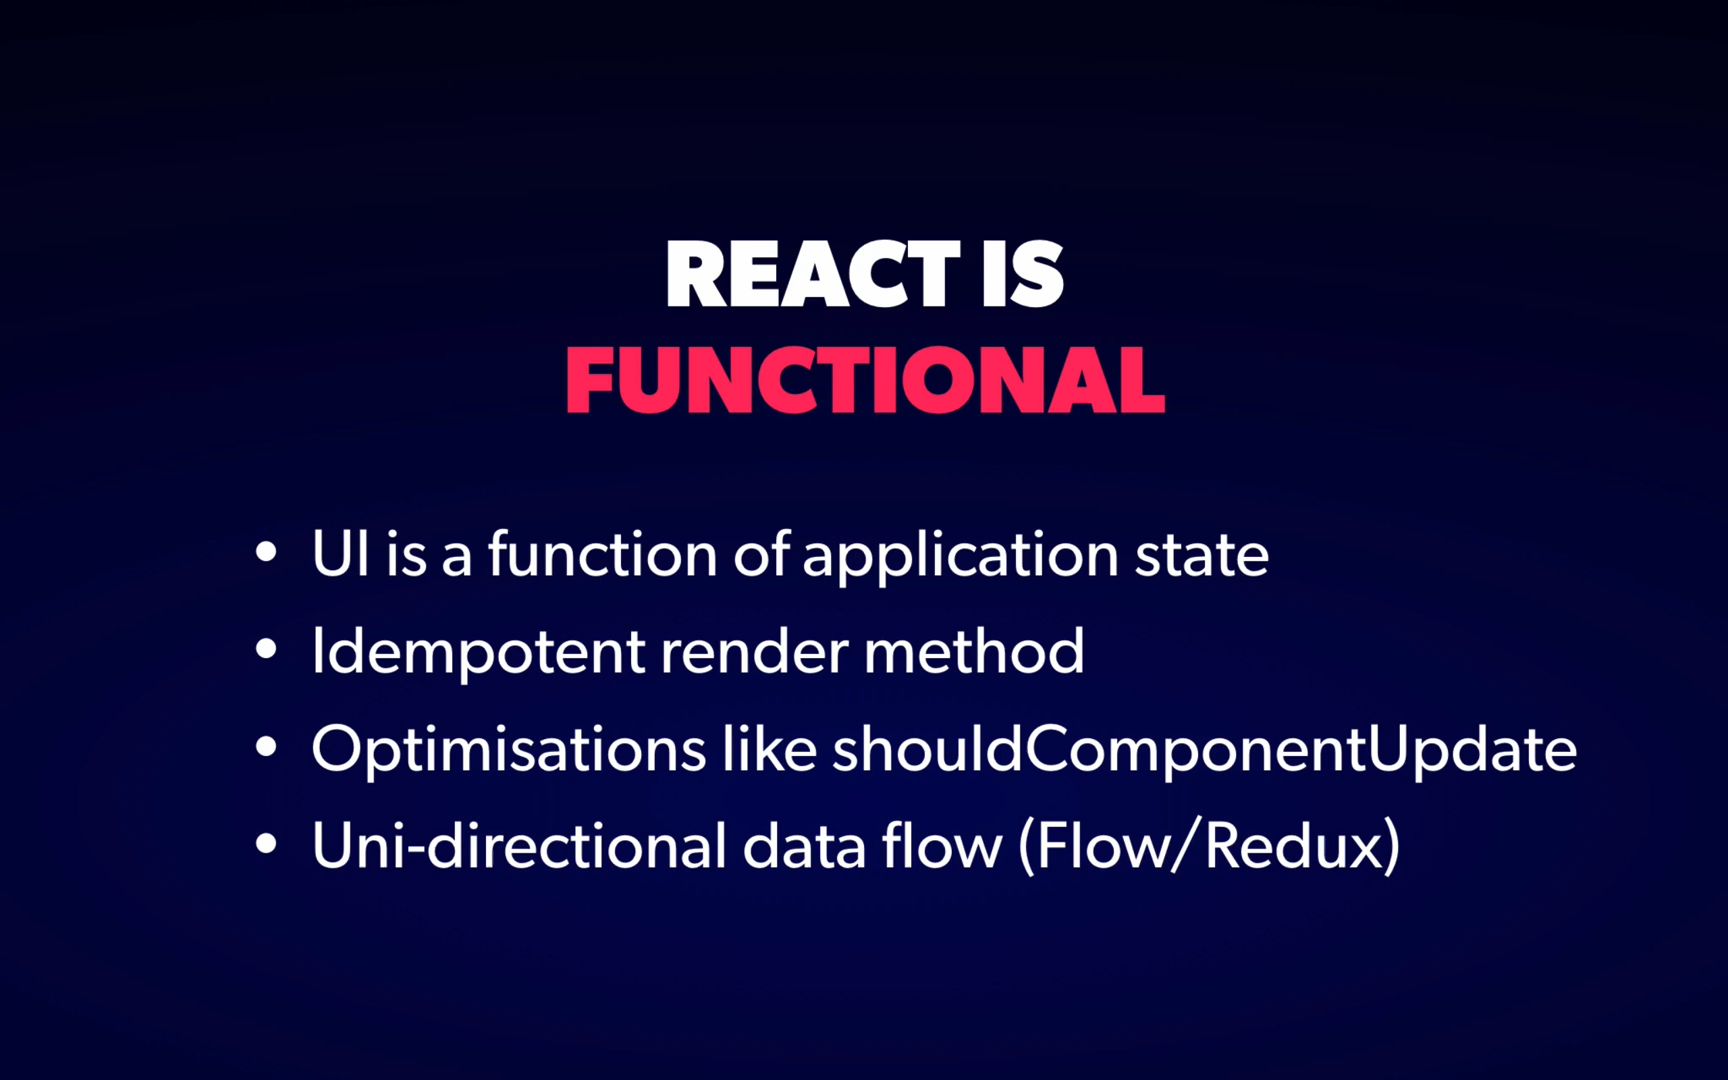 REACT IS
FUNCTIONAL
• UI is a function of application state
• Idempotent render method
• Optimisations like shouldComponentUpdate
• Uni-directional data flow (Flow/Redux)